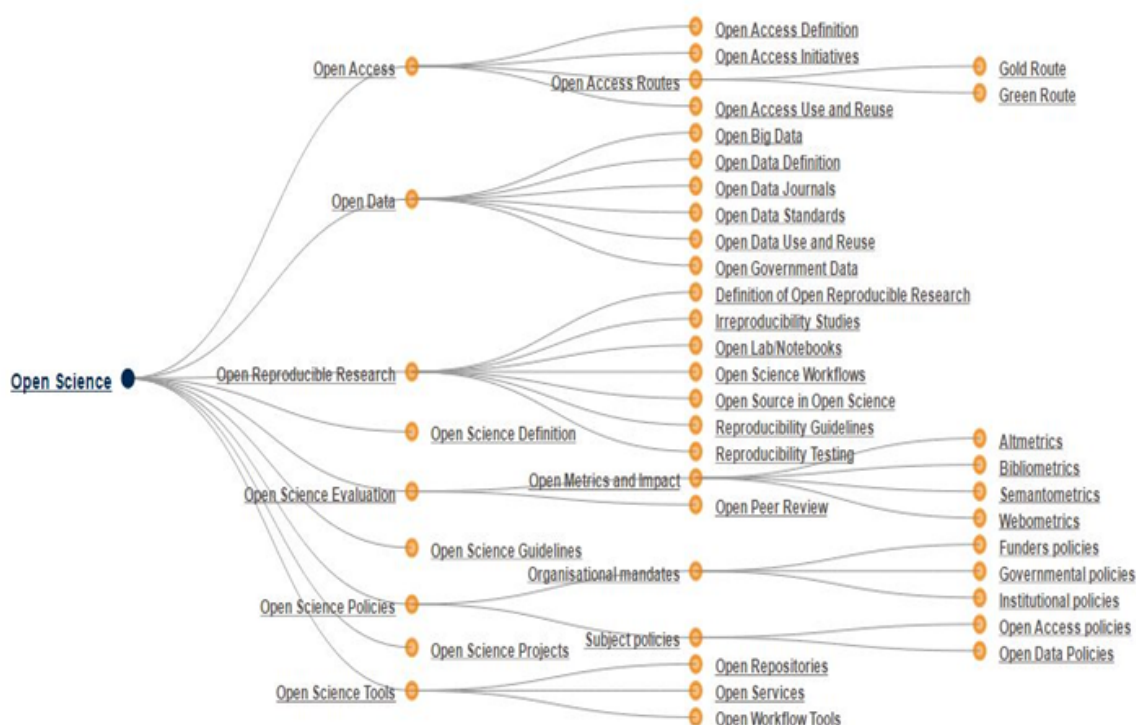 Open Science
Open Access
Open Access Definition
Open Access Initiatives
Open Access Routes
Gold Route
Green Route
Open Access Use and Reuse
Open Data
Open Big Data
Open Data Definition
Open Data Journals
Open Data Standards
Open Data Use and Reuse
Open Government Data
Open Reproducible Research
Definition of Open Reproducible Research
Irreproducibility Studies
Open Lab/Notebooks
Open Science Workflows
Open Source in Open Science
Reproducibility Guidelines
Reproducibility Testing
Open Science Definition
Open Science Evaluation
Open Metrics and Impact
Altmetrics
Bibliometrics
Semantometrics
Webometrics
Open Peer Review
Open Science Guidelines
Open Science Policies
Organisational mandates
Funders policies
Governmental policies
Institutional policies
Subject policies
Open Access policies
Open Data Policies
Open Science Projects
Open Science Tools
Open Repositories
Open Services
Open Workflow Tools